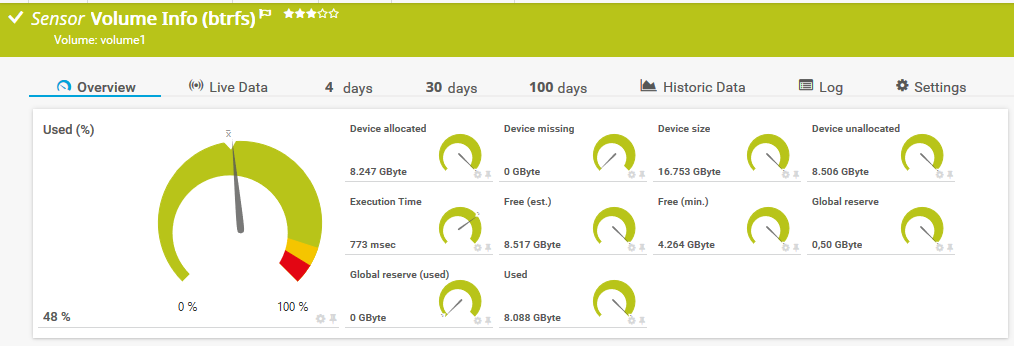 Sensor Volume Info (btrfs)
Volume: volume1
Overview
Live Data
4 days
30 days
100 days
Historic Data
Log
Settings
Used (%)
x̄
0 %
100 %
48 %
Device allocated
8.247 GByte
Device missing
0 GByte
Device size
16.753 GByte
Device unallocated
8.506 GByte
Execution Time
773 msec
Free (est.)
8.517 GByte
Free (min.)
4.264 GByte
Global reserve
0,50 GByte
Global reserve (used)
0 GByte
Used
8.088 GByte